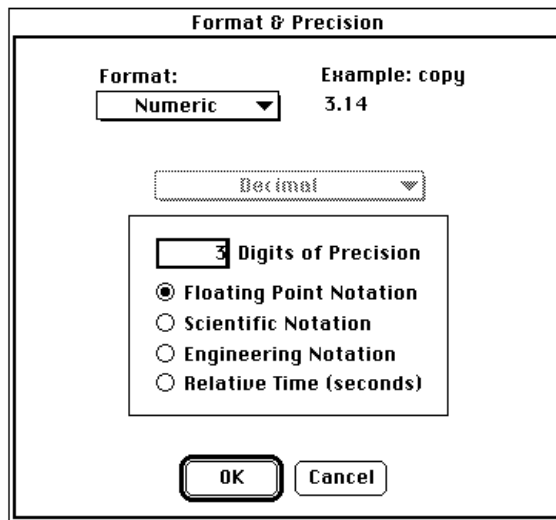 Format & Precision
Format:
Example: copy
Numeric
3.14
Decimal
3 Digits of Precision
Floating Point Notation
Scientific Notation
Engineering Notation
Relative Time (seconds)
OK
Cancel